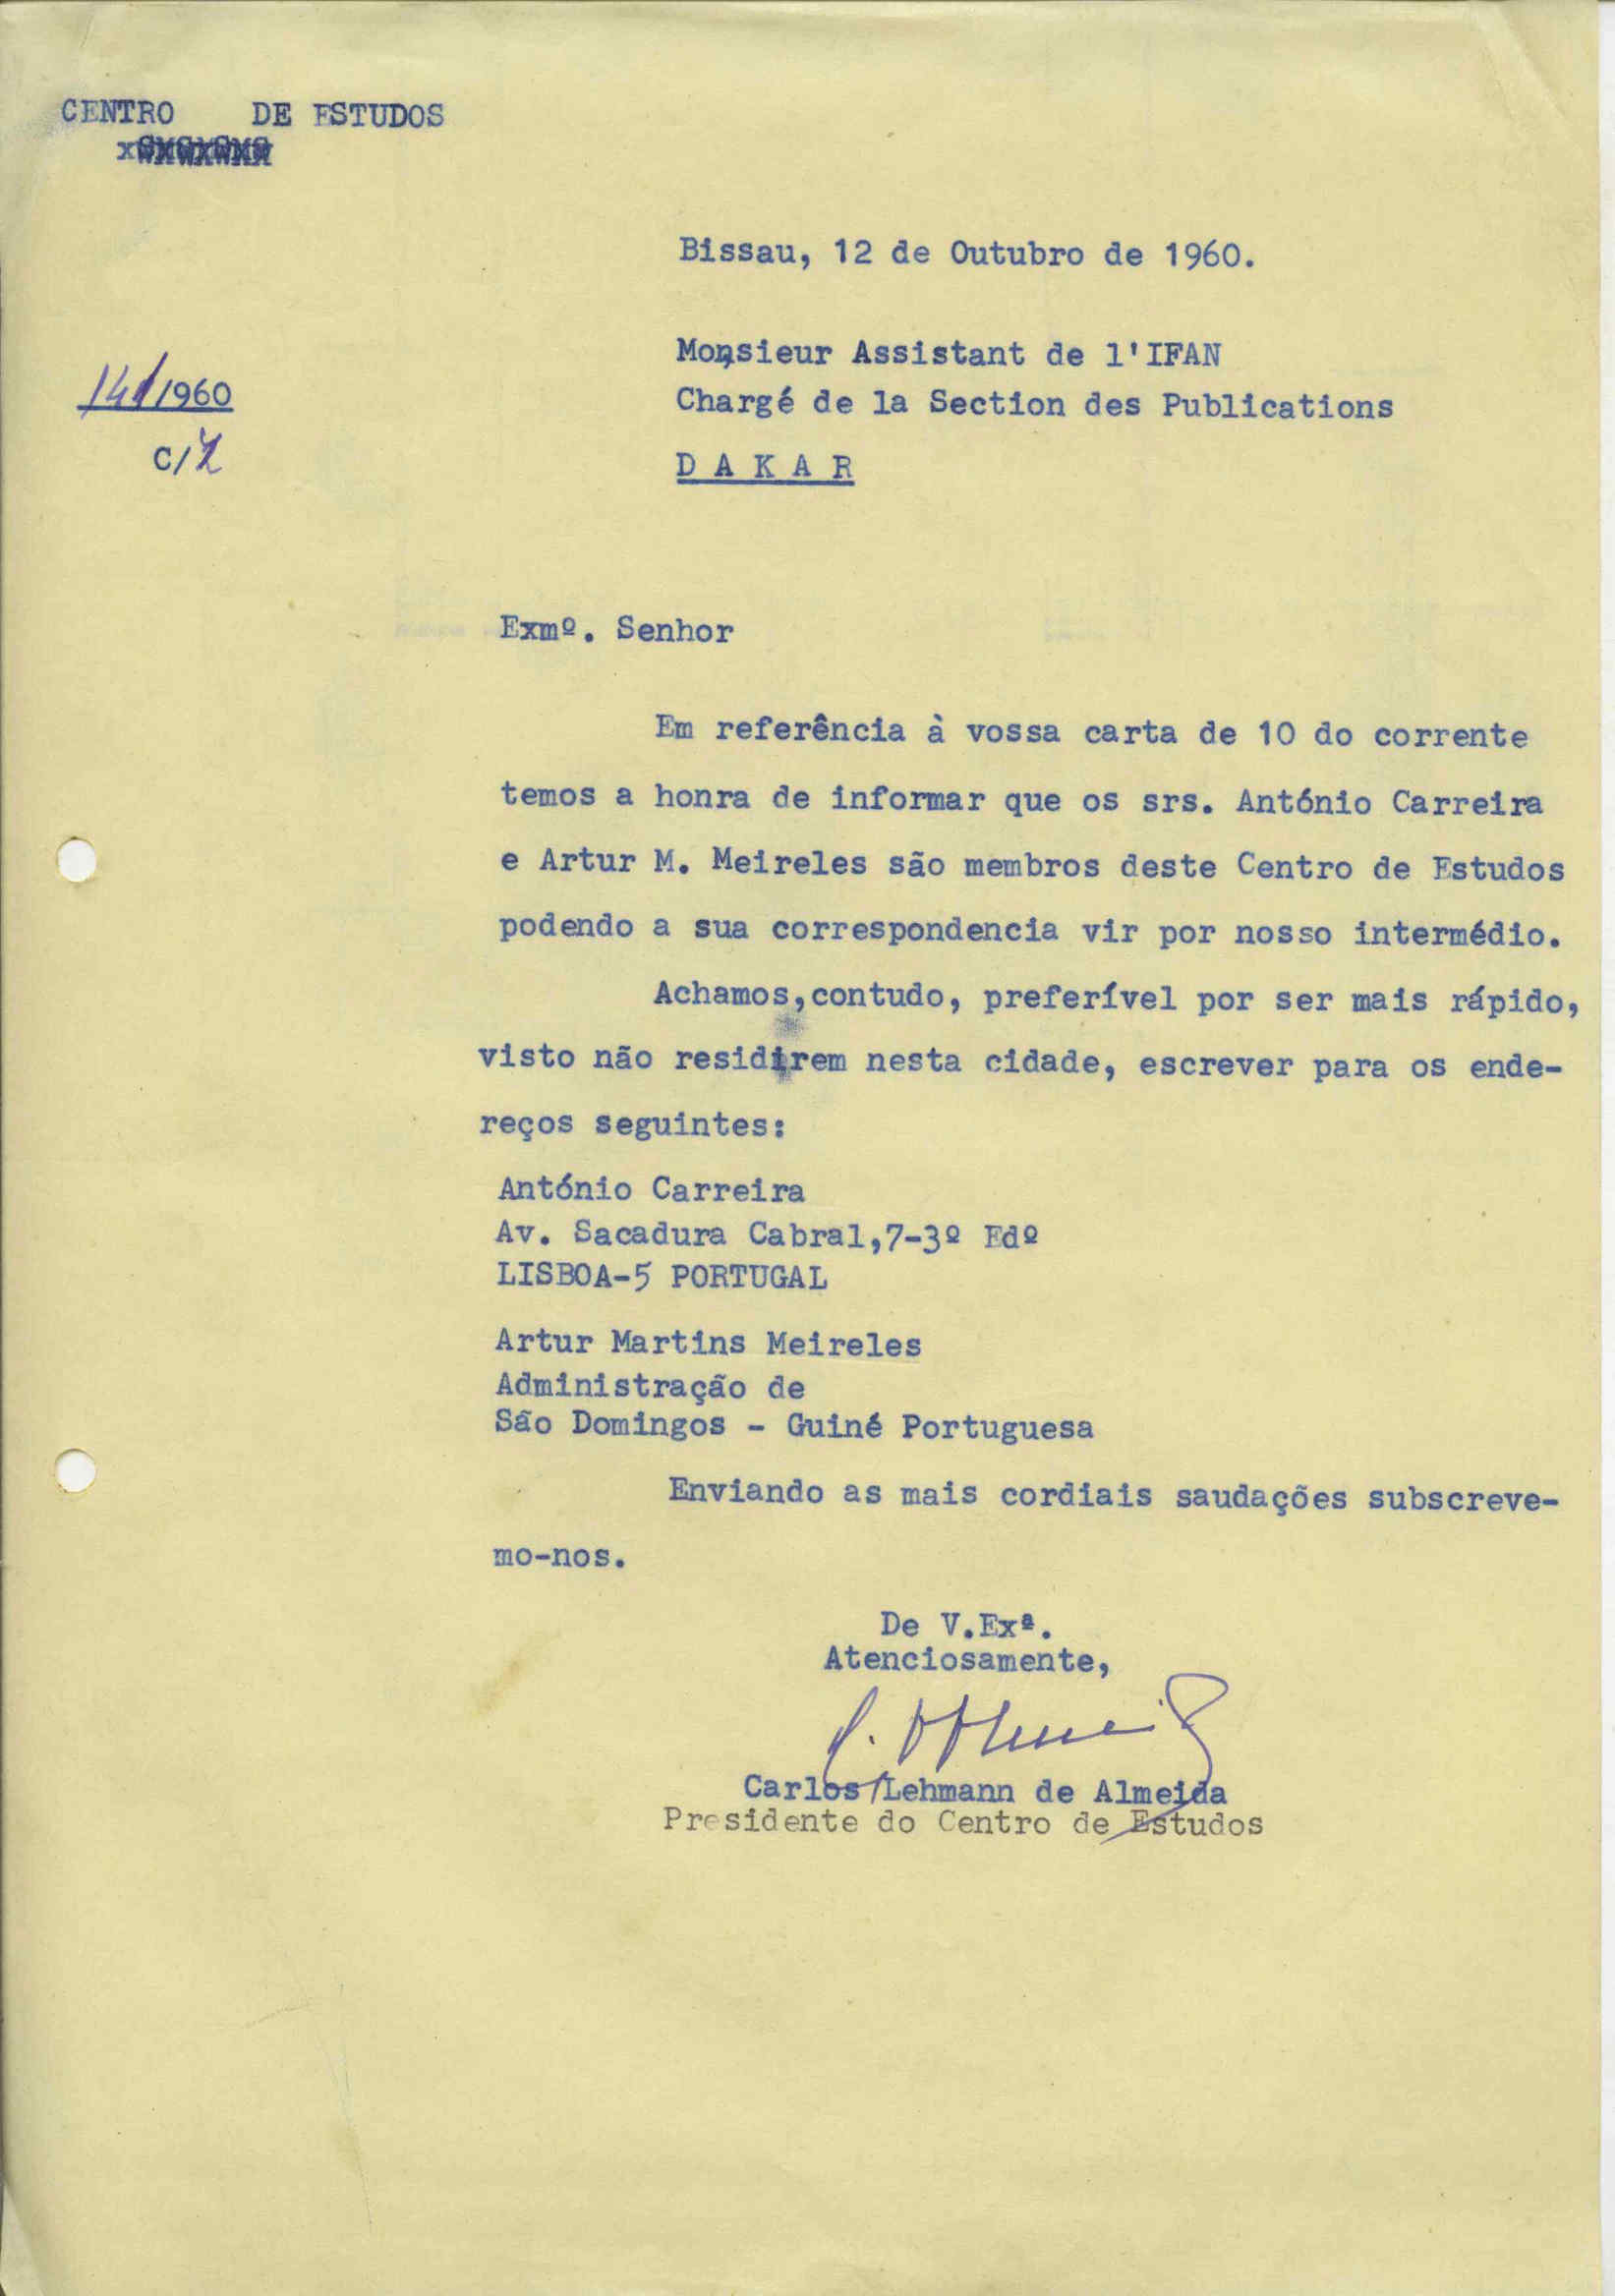 CENTRO DE ESTUDOS
Bissau, 12 de Outubro de 1960.
Monsieur Assistant de l'IFAN
Chargé de la Section des Publications
D A K A R
141/1960
C/
Exmº. Senhor
Em referência à vossa carta de 10 do corrente
temos a honra de informar que os srs. António Carreira
e Artur M. Meireles são membros deste Centro de Estudos
podendo a sua correspondencia vir por nosso intermédio.
Achamos,contudo, preferível por ser mais rápido,
visto não residirem nesta cidade, escrever para os ende-
reços seguintes:
António Carreira
Av. Sacadura Cabral,7-3º Edº
LISBOA-5 PORTUGAL
Artur Martins Meireles
Administração de
São Domingos - Guiné Portuguesa
Enviando as mais cordiais saudações subscreve-
mo-nos.
De V.Exª.
Atenciosamente,
Carlos Lehmann de Almeida
Presidente do Centro de Estudos